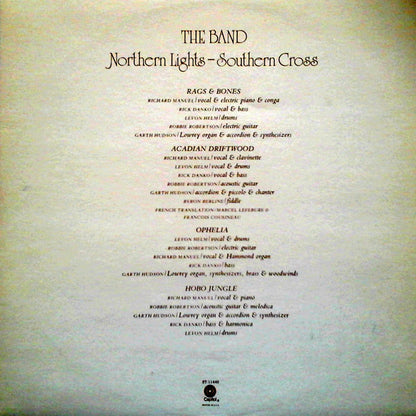 THE BAND
Northern Lights – Southern Cross
RAGS & BONES
RICHARD MANUEL/vocal & electric piano & conga
RICK DANKO/vocal & bass
LEVON HELM/drums
ROBBIE ROBERTSON/electric guitar
GARTH HUDSON/Lowrey organ & accordion & synthesizers
ACADIAN DRIFTWOOD
RICHARD MANUEL/vocal & clavinette
LEVON HELM/vocal & drums
RICK DANKO/vocal & bass
ROBBIE ROBERTSON/acoustic guitar
GARTH HUDSON/accordion & piccolo & chanter
BYRON BERLINE/fiddle
FRENCH TRANSLATION/MARCEL LEFEBURE &
FRANCOIS COUSINEAU
OPHELIA
LEVON HELM/vocal & drums
ROBBIE ROBERTSON/electric guitar
RICHARD MANUEL/vocal & Hammond organ
RICK DANKO/bass
GARTH HUDSON/Lowrey organ, synthesizers, brass & woodwinds
HOBO JUNGLE
RICHARD MANUEL/vocal & piano
ROBBIE ROBERTSON/acoustic guitar & melodica
GARTH HUDSON/Lowrey organ & accordion & synthesizer
RICK DANKO/bass & harmonica
LEVON HELM/drums
ST-11440
Capitol